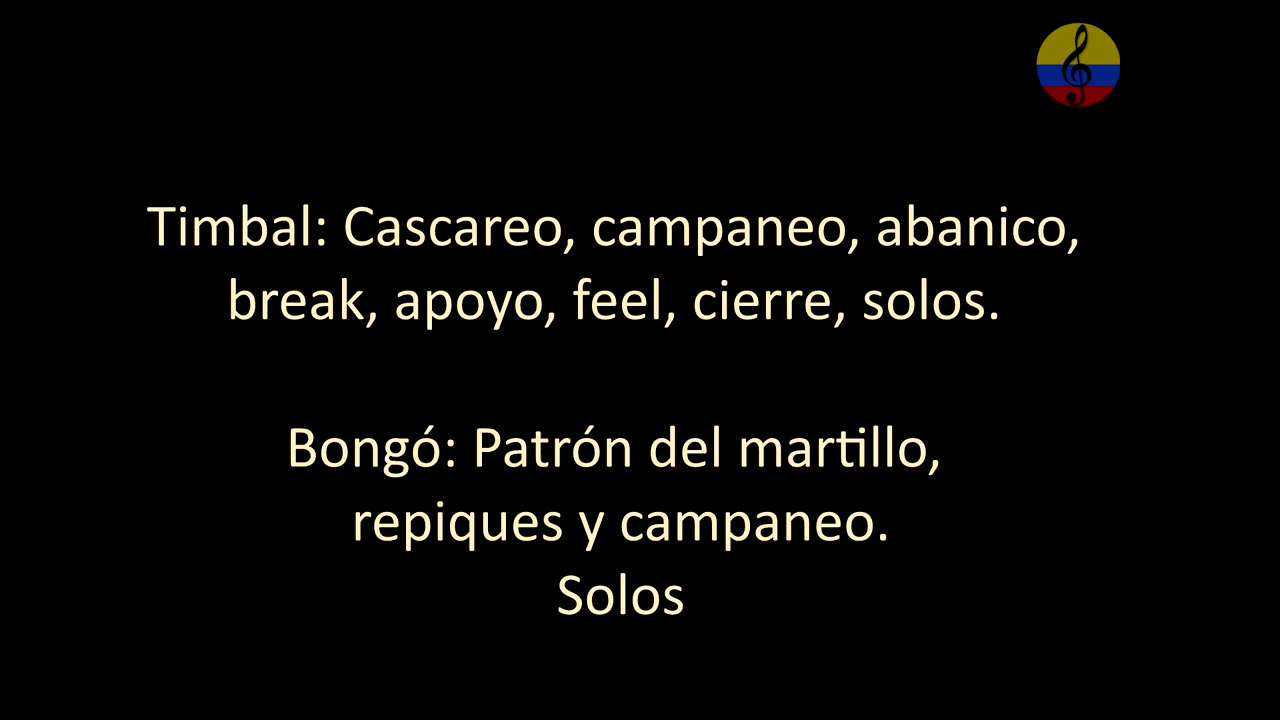 Timbal: Cascareo, campaneo, abanico,
break, apoyo, feel, cierre, solos.
Bongó: Patrón del martillo,
repiques y campaneo.
Solos